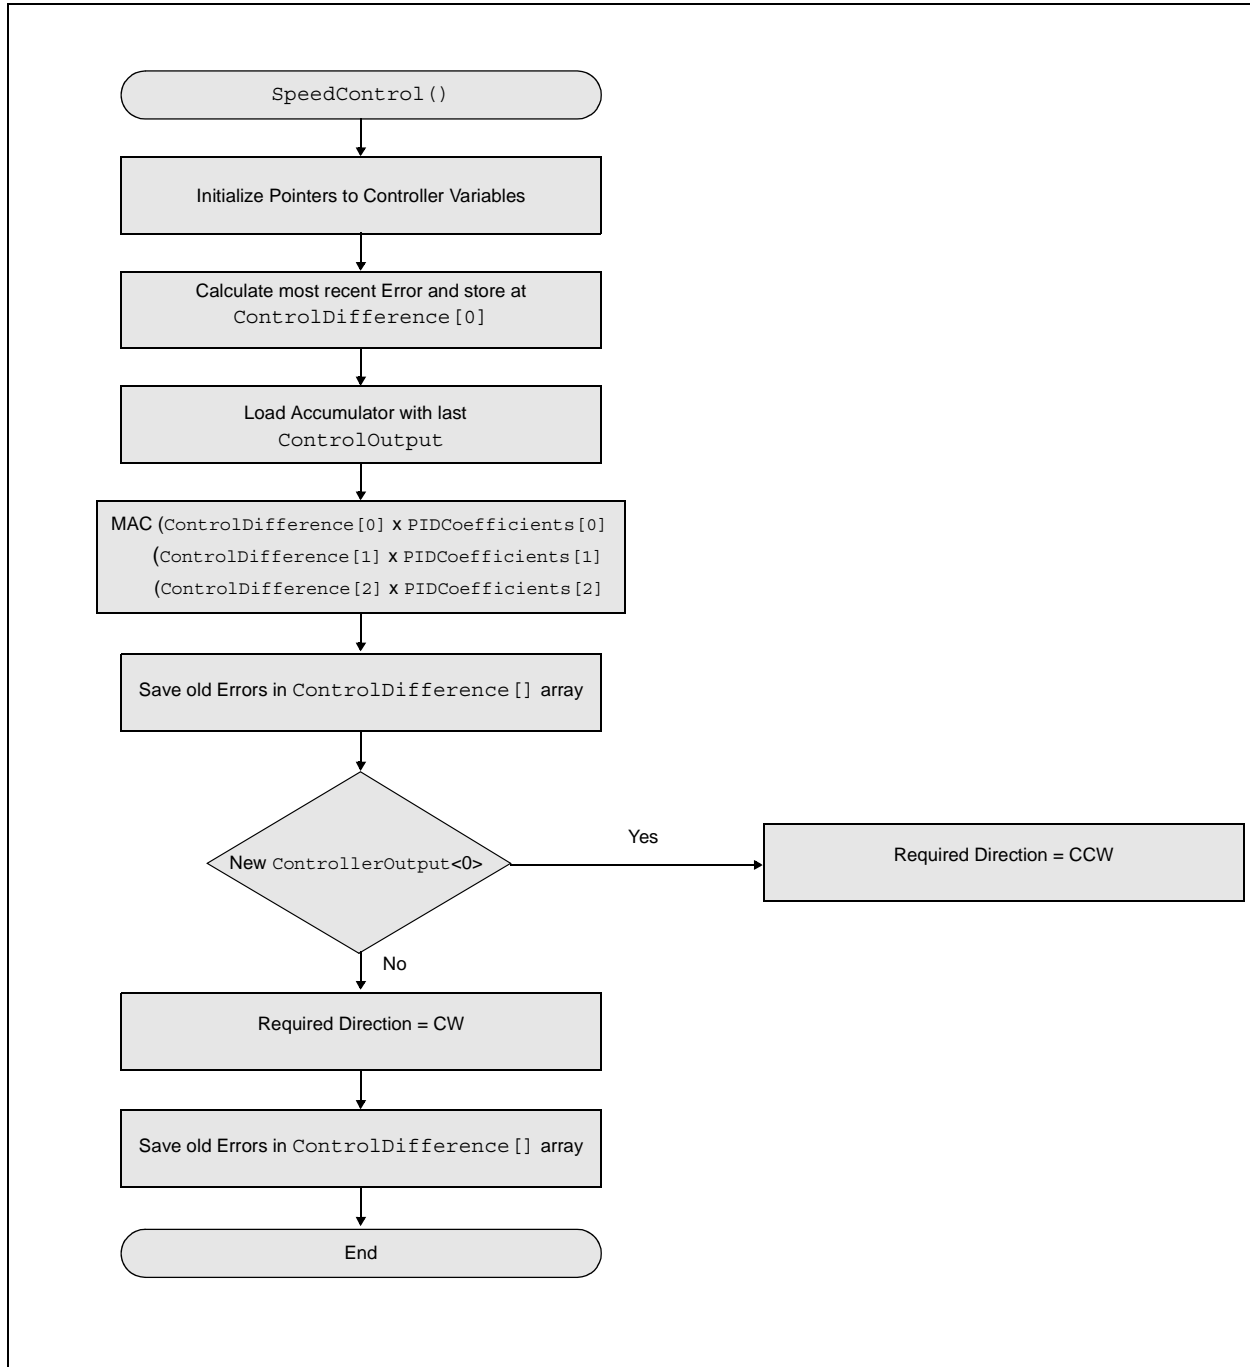 SpeedControl()
Initialize Pointers to Controller Variables
Calculate most recent Error and store at
ControlDifference[0]
Load Accumulator with last
ControlOutput
MAC (ControlDifference[0] x PIDCoefficients[0]
(ControlDifference[1] x PIDCoefficients[1]
(ControlDifference[2] x PIDCoefficients[2]
Save old Errors in ControlDifference[] array
New ControllerOutput<0>
Yes
Required Direction = CCW
No
Required Direction = CW
Save old Errors in ControlDifference[] array
End